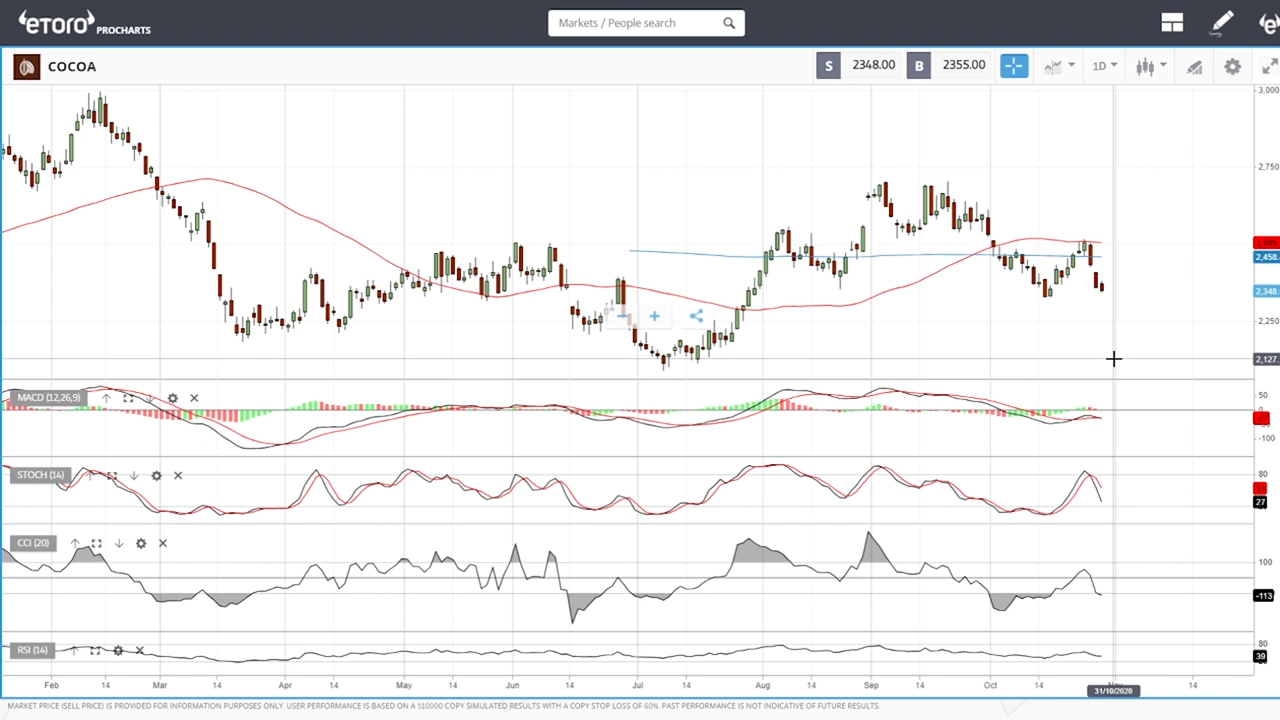 eToro PROCHARTS
Markets / People search
COCOA
S 2348.00 B 2355.00
1D
3,000
2,750
2,458.
2,348.
2,250
2,127.
MACD (12,26,9)
50
0
-100
STOCH (14)
80
27
CCI (20)
100
-113
RSI (14)
80
39
Feb 14 Mar 14 Apr 14 May 14 Jun 14 Jul 14 Aug 14 Sep 14 Oct 14 31/10/2020 14
MARKET PRICE (SELL PRICE) IS PROVIDED FOR INFORMATION PURPOSES ONLY. USER PERFORMANCE IS BASED ON A $10000 COPY SIMULATED RESULTS WITH A COPY STOP LOSS OF 60%. PAST PERFORMANCE IS NOT INDICATIVE OF FUTURE RESULTS.